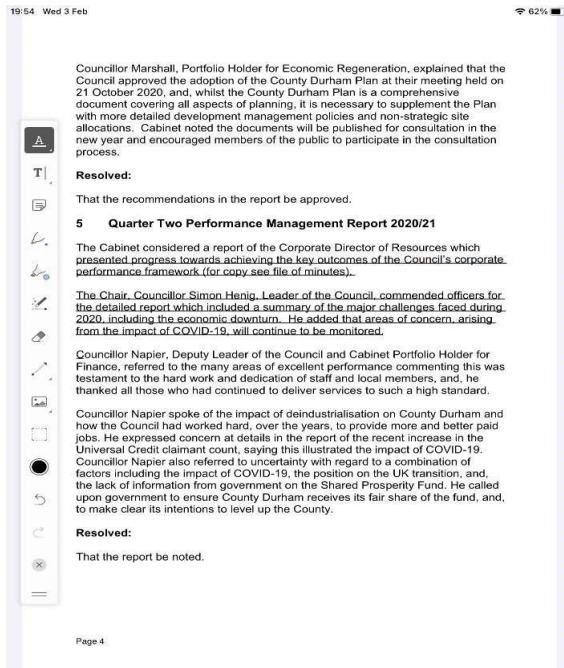 19:54 Wed 3 Feb
62%
Councillor Marshall, Portfolio Holder for Economic Regeneration, explained that the
Council approved the adoption of the County Durham Plan at their meeting held on
21 October 2020, and, whilst the County Durham Plan is a comprehensive
document covering all aspects of planning, it is necessary to supplement the Plan
with more detailed development management policies and non-strategic site
allocations. Cabinet noted the documents will be published for consultation in the
new year and encouraged members of the public to participate in the consultation
process.
Resolved:
That the recommendations in the report be approved.
5 Quarter Two Performance Management Report 2020/21
The Cabinet considered a report of the Corporate Director of Resources which
presented progress towards achieving the key outcomes of the Council's corporate
performance framework (for copy see file of minutes).
The Chair, Councillor Simon Henig, Leader of the Council, commended officers for
the detailed report which included a summary of the major challenges faced during
2020, including the economic downturn. He added that areas of concern, arising
from the impact of COVID-19, will continue to be monitored.
Councillor Napier, Deputy Leader of the Council and Cabinet Portfolio Holder for
Finance, referred to the many areas of excellent performance commenting this was
testament to the hard work and dedication of staff and local members, and, he
thanked all those who had continued to deliver services to such a high standard.
Councillor Napier spoke of the impact of deindustrialisation on County Durham and
how the Council had worked hard, over the years, to provide more and better paid
jobs. He expressed concern at details in the report of the recent increase in the
Universal Credit claimant count, saying this illustrated the impact of COVID-19.
Councillor Napier also referred to uncertainty with regard to a combination of
factors including the impact of COVID-19, the position on the UK transition, and,
the lack of information from government on the Shared Prosperity Fund. He called
upon government to ensure County Durham receives its fair share of the fund, and,
to make clear its intentions to level up the County.
Resolved:
That the report be noted.
Page 4
A
T